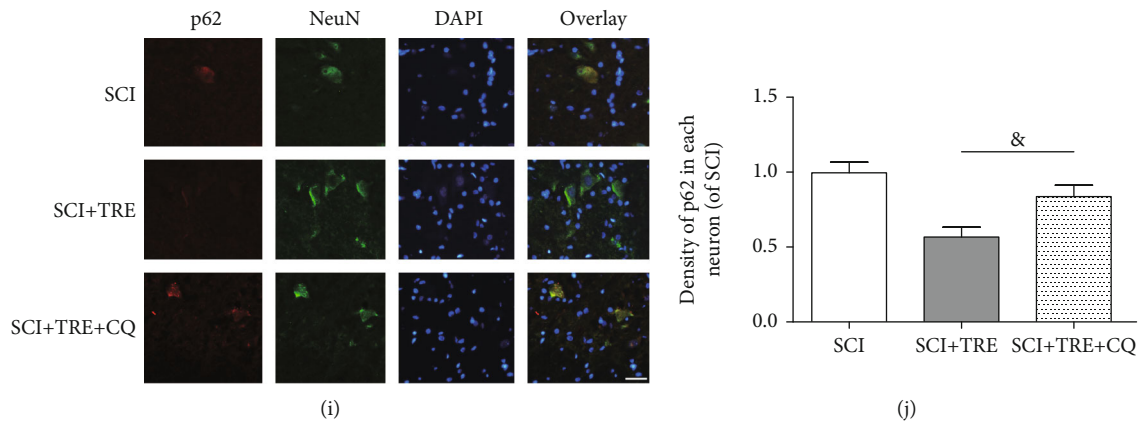 p62 NeuN DAPI Overlay
SCI
SCI+TRE
SCI+TRE+CQ
(i)
Density of p62 in each
neuron (of SCI)
1.5
1.0
0.5
0.0
&
SCI SCI+TRE SCI+TRE+CQ
(j)